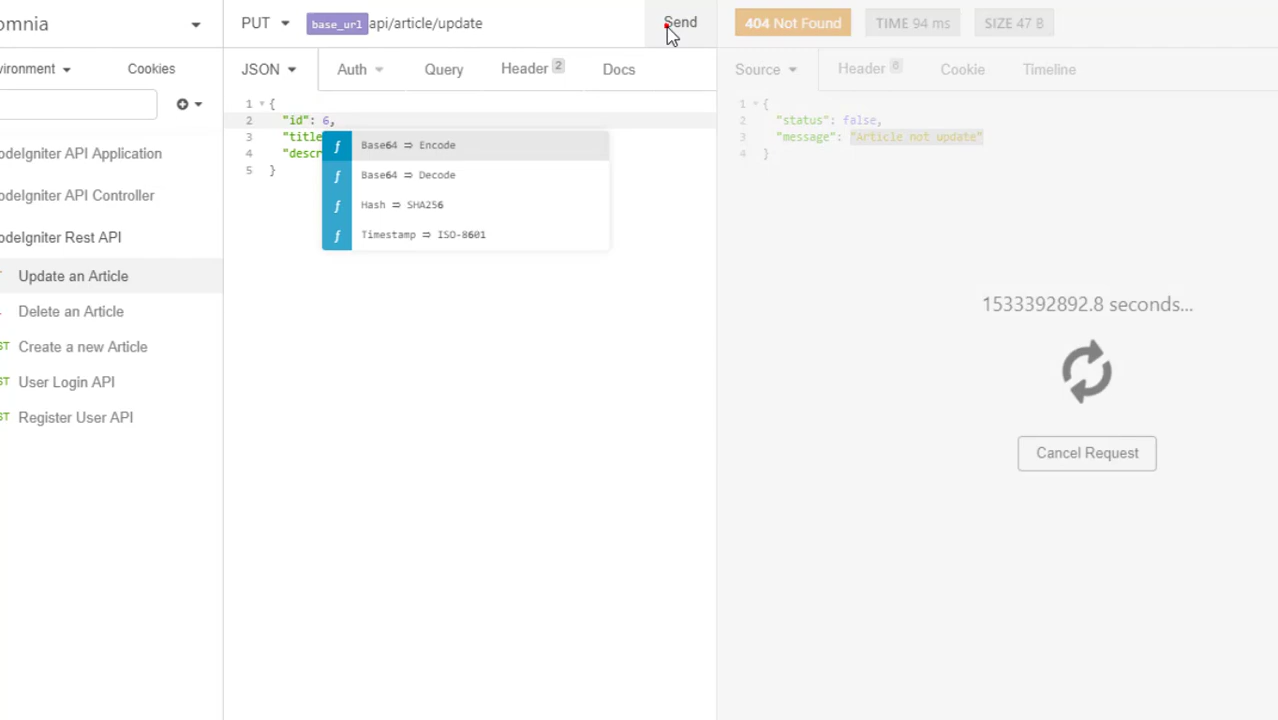 omnia
vironment
Cookies
odeIgniter API Application
odeIgniter API Controller
odeIgniter Rest API
Update an Article
Delete an Article
ST Create a new Article
ST User Login API
ST Register User API
PUT base_url api/article/update Send
JSON Auth Query Header 2 Docs
1 {
2 "id": 6,
3 "title
4 "descr
5 }
ƒ Base64 ⇒ Encode
ƒ Base64 ⇒ Decode
ƒ Hash ⇒ SHA256
ƒ Timestamp ⇒ ISO-8601
404 Not Found TIME 94 ms SIZE 47 B
Source Header 6 Cookie Timeline
1 {
2 "status": false,
3 "message": "Article not update"
4 }
1533392892.8 seconds...
Cancel Request